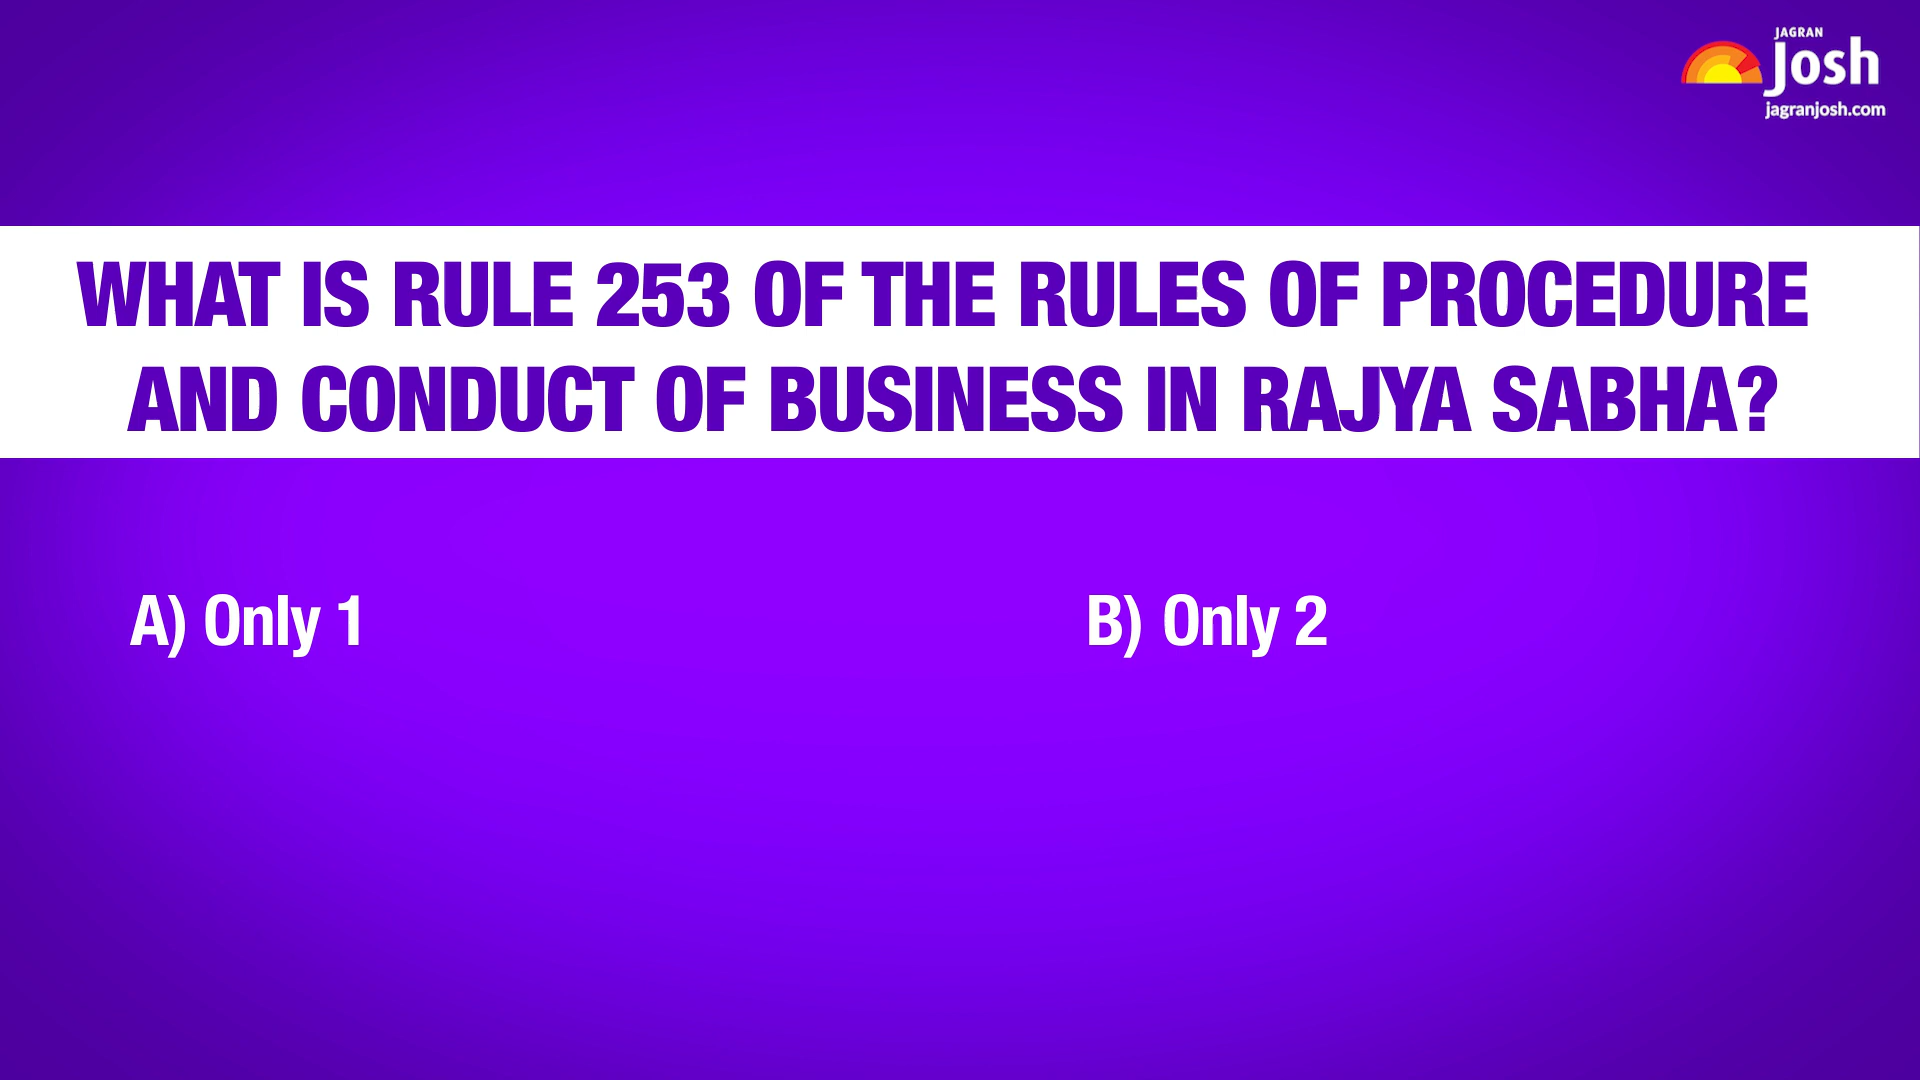 JAGRAN
Josh
jagranjosh.com
WHAT IS RULE 253 OF THE RULES OF PROCEDURE
AND CONDUCT OF BUSINESS IN RAJYA SABHA?
A) Only 1
B) Only 2